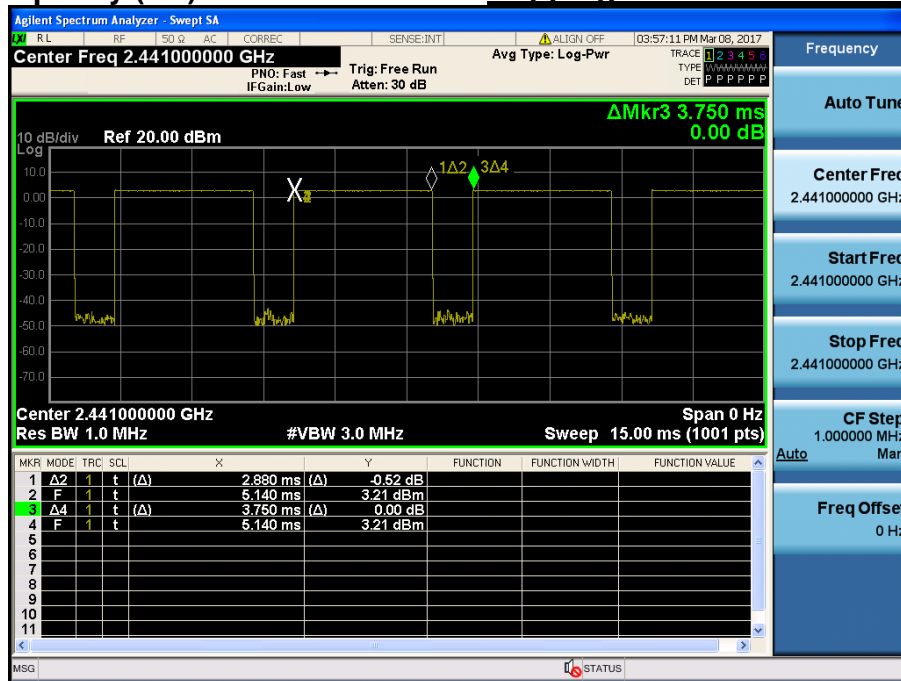 Agilent Spectrum Analyzer - Swept SA
LXI RL RF 50 Ω AC CORREC SENSE:INT ALIGN OFF 03:57:11 PM Mar 08, 2017
Center Freq 2.441000000 GHz
PNO: Fast
IFGain:Low
Trig: Free Run
Atten: 30 dB
Avg Type: Log-Pwr
TRACE 1 2 3 4 5 6
TYPE WWWWWWW
DET P P P P P P
ΔMkr3 3.750 ms
0.00 dB
10 dB/div Ref 20.00 dBm
Log
10.0
0.00
-10.0
-20.0
-30.0
-40.0
-50.0
-60.0
-70.0
X
1Δ2
3Δ4
Center 2.441000000 GHz Span 0 Hz
Res BW 1.0 MHz #VBW 3.0 MHz Sweep 15.00 ms (1001 pts)
MKR MODE TRC SCL X Y FUNCTION FUNCTION WIDTH FUNCTION VALUE
1 Δ2 1 t (Δ) 2.880 ms (Δ) -0.52 dB
2 F 1 t 5.140 ms 3.21 dBm
3 Δ4 1 t (Δ) 3.750 ms (Δ) 0.00 dB
4 F 1 t 5.140 ms 3.21 dBm
5
6
7
8
9
10
11
MSG STATUS
Frequency
Auto Tune
Center Freq
2.441000000 GHz
Start Freq
2.441000000 GHz
Stop Freq
2.441000000 GHz
CF Step
1.000000 MHz
Auto Man
Freq Offset
0 Hz